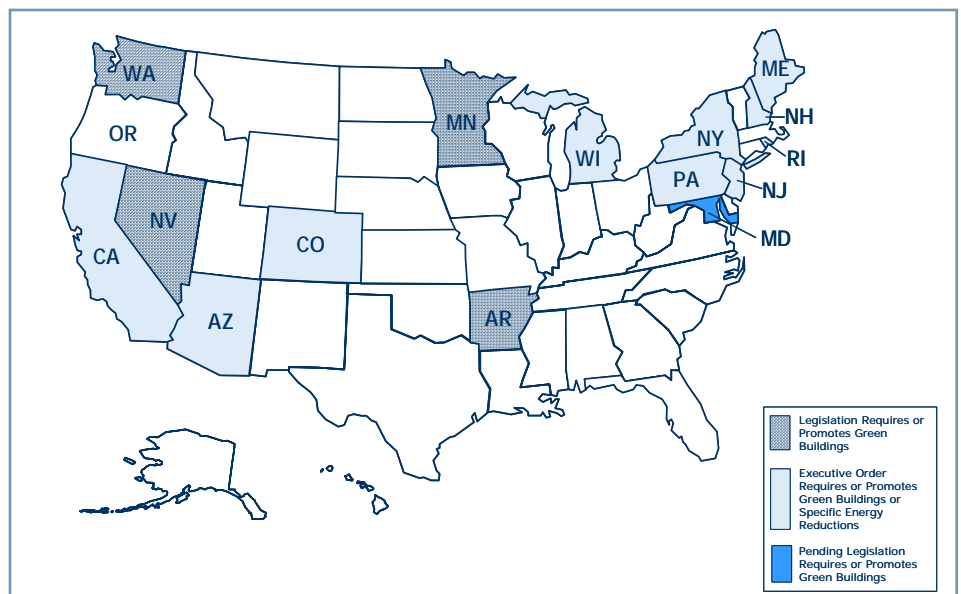 WA
ME
MN
NH
OR
NY
WI
RI
PA
NJ
NV
MD
CO
CA
AZ
AR
Legislation Requires or
Promotes Green
Buildings
Executive Order
Requires or Promotes
Green Buildings or
Specific Energy
Reductions
Pending Legislation
Requires or Promotes
Green Buildings